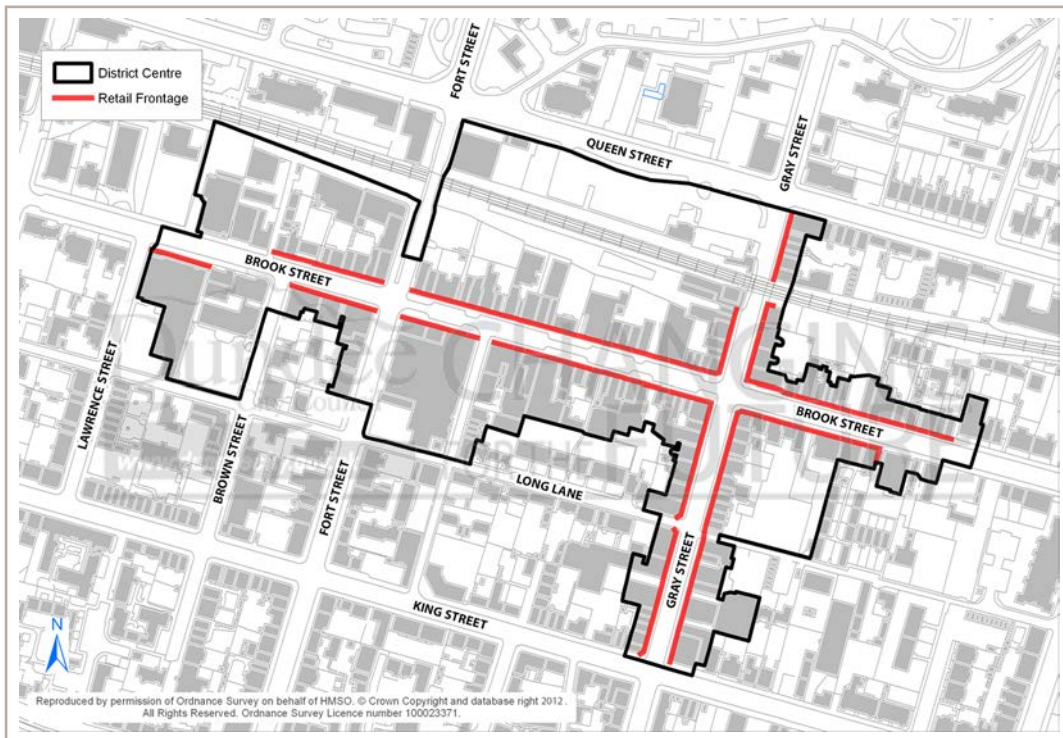 District Centre
Retail Frontage
FORT STREET
QUEEN STREET
GRAY STREET
BROOK STREET
BROOK STREET
LAWRENCE STREET
BROWN STREET
FORT STREET
LONG LANE
GRAY STREET
KING STREET
Dundee CHANGING
N
Reproduced by permission of Ordnance Survey on behalf of HMSO. © Crown Copyright and database right 2012.
All Rights Reserved. Ordnance Survey Licence number 100023371.